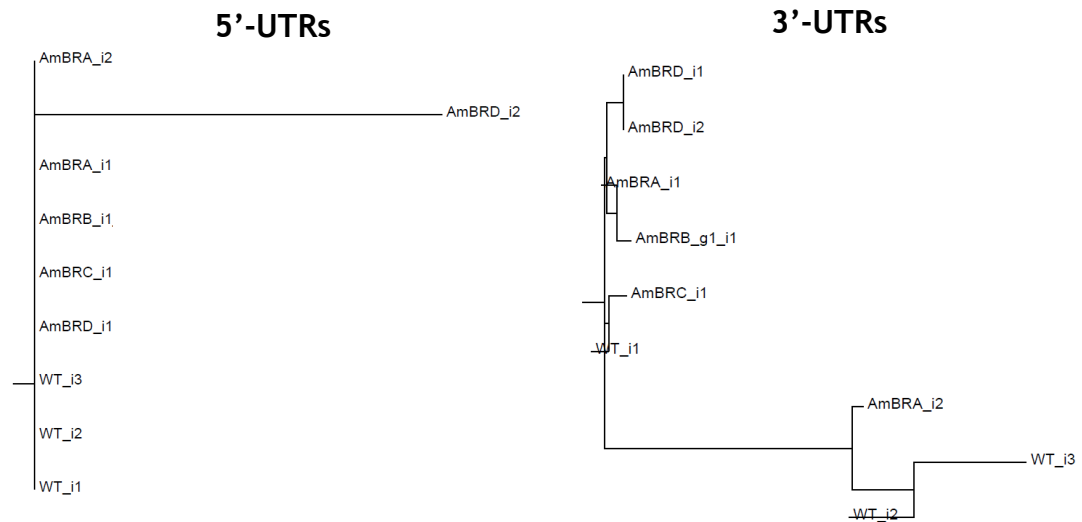 5’-UTRs
AmBRA_i2
AmBRD_i2
AmBRA_i1
AmBRB_i1
AmBRC_i1
AmBRD_i1
WT_i3
WT_i2
WT_i1
3’-UTRs
AmBRD_i1
AmBRD_i2
AmBRA_i1
AmBRB_g1_i1
AmBRC_i1
WT_i1
AmBRA_i2
WT_i3
WT_i2